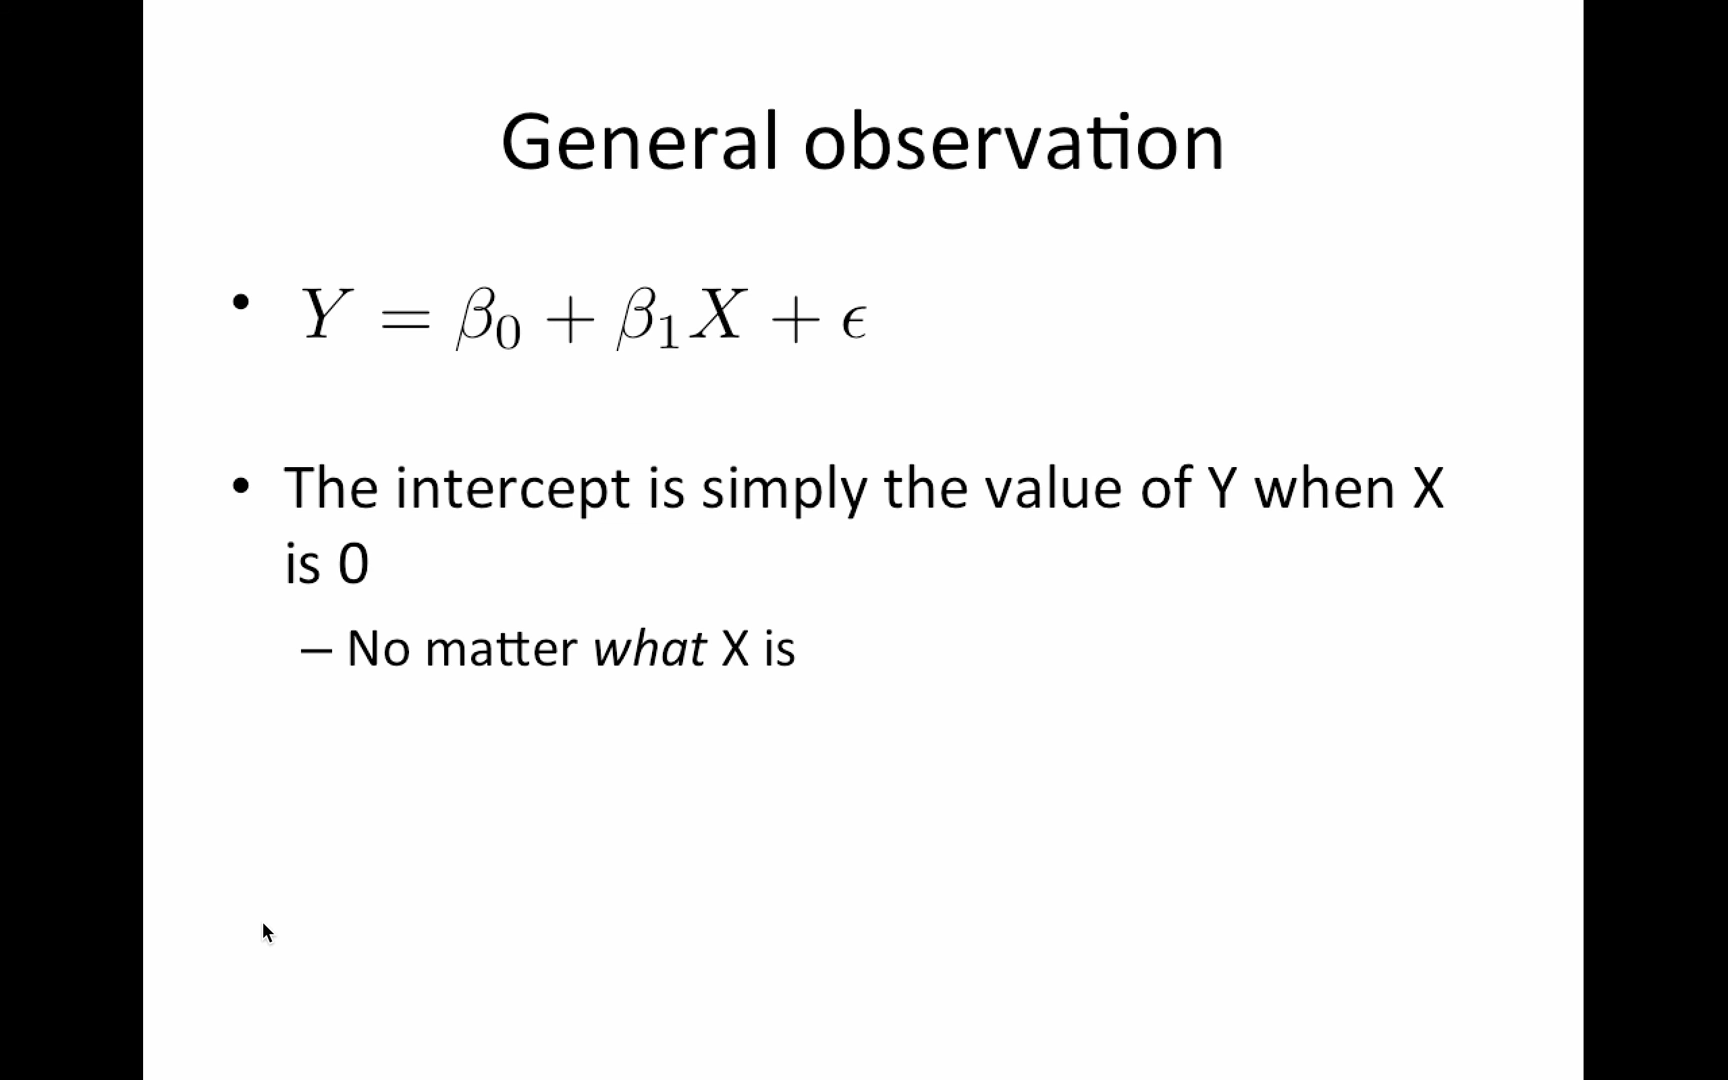 General observation
• Y = β₀ + β₁X + ϵ
• The intercept is simply the value of Y when X
is 0
– No matter what X is